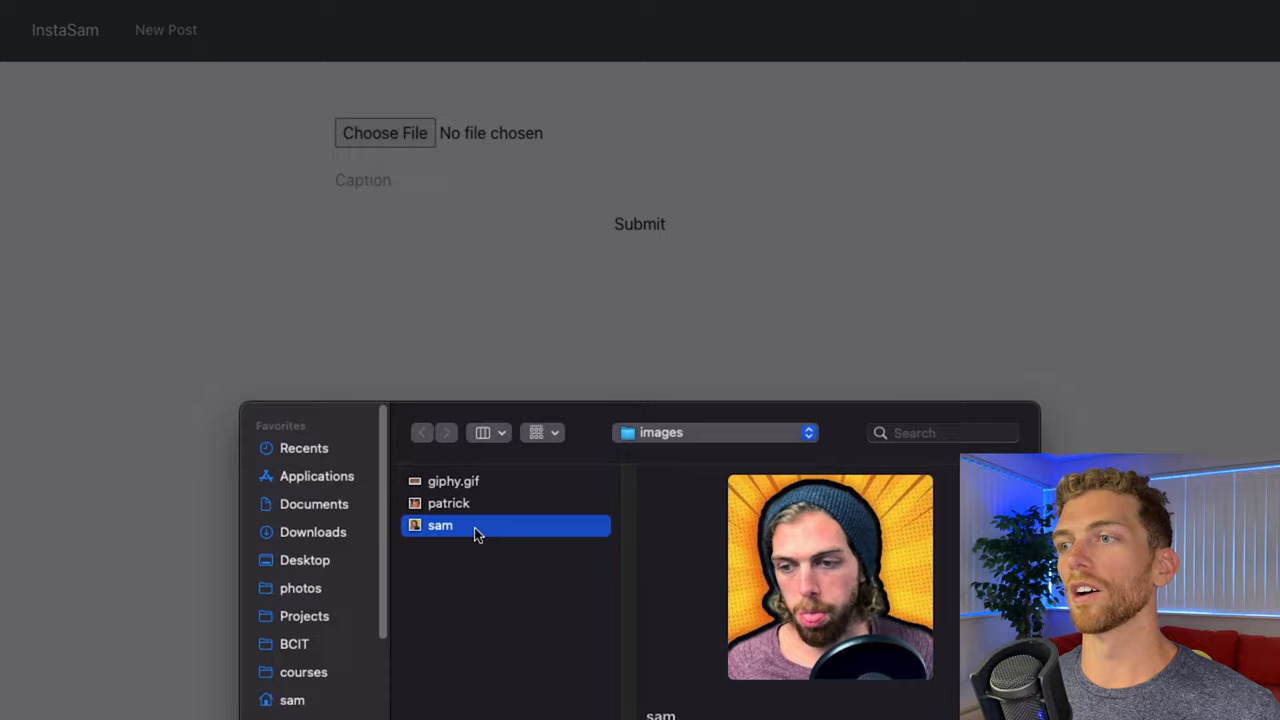 InstaSam New Post
Choose File No file chosen
Caption
Submit
Favorites
Recents
Applications
Documents
Downloads
Desktop
photos
Projects
BCIT
courses
sam
images
Search
giphy.gif
patrick
sam
sam